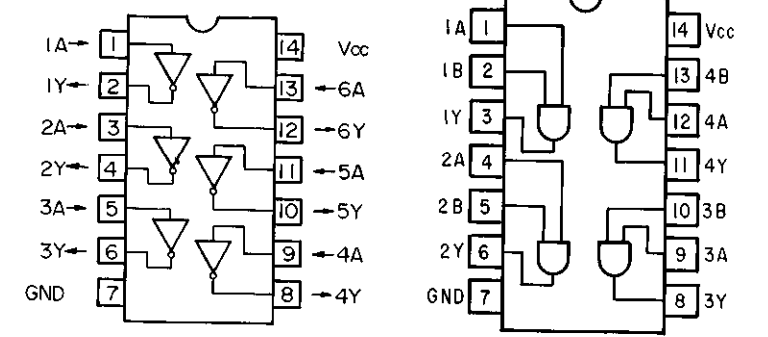 1A 1 14 Vcc
1Y 2 13 6A
2A 3 12 6Y
2Y 4 11 5A
3A 5 10 5Y
3Y 6 9 4A
GND 7 8 4Y
1A 1 14 Vcc
1B 2 13 4B
1Y 3 12 4A
2A 4 11 4Y
2B 5 10 3B
2Y 6 9 3A
GND 7 8 3Y